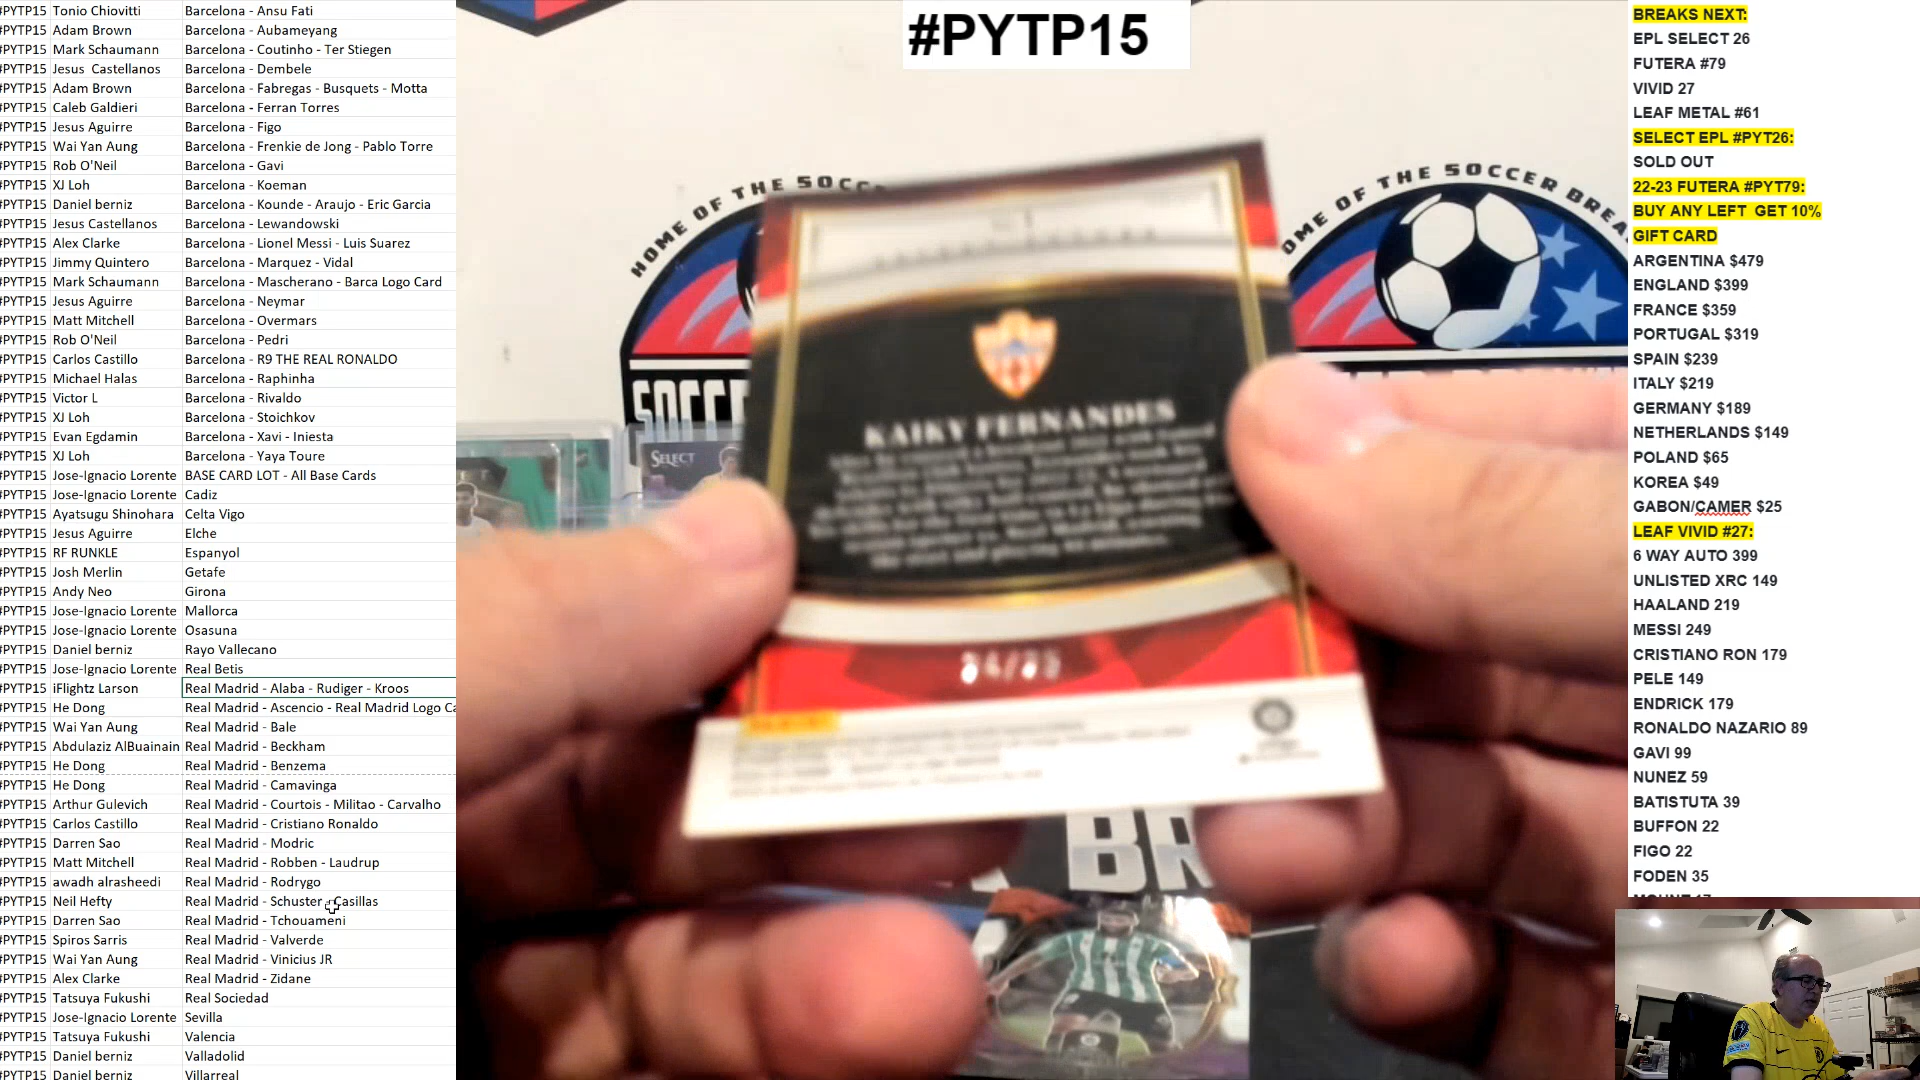 #PYTP15 Tonio Chiovitti Barcelona - Ansu Fati
#PYTP15 Adam Brown Barcelona - Aubameyang
#PYTP15 Mark Schaumann Barcelona - Coutinho - Ter Stiegen
#PYTP15 Jesus Castellanos Barcelona - Dembele
#PYTP15 Adam Brown Barcelona - Fabregas - Busquets - Motta
#PYTP15 Caleb Galdieri Barcelona - Ferran Torres
#PYTP15 Jesus Aguirre Barcelona - Figo
#PYTP15 Wai Yan Aung Barcelona - Frenkie de Jong - Pablo Torre
#PYTP15 Rob O'Neil Barcelona - Gavi
#PYTP15 XJ Loh Barcelona - Koeman
#PYTP15 Daniel berniz Barcelona - Kounde - Araujo - Eric Garcia
#PYTP15 Jesus Castellanos Barcelona - Lewandowski
#PYTP15 Alex Clarke Barcelona - Lionel Messi - Luis Suarez
#PYTP15 Jimmy Quintero Barcelona - Marquez - Vidal
#PYTP15 Mark Schaumann Barcelona - Mascherano - Barca Logo Card
#PYTP15 Jesus Aguirre Barcelona - Neymar
#PYTP15 Matt Mitchell Barcelona - Overmars
#PYTP15 Rob O'Neil Barcelona - Pedri
#PYTP15 Carlos Castillo Barcelona - R9 THE REAL RONALDO
#PYTP15 Michael Halas Barcelona - Raphinha
#PYTP15 Victor L Barcelona - Rivaldo
#PYTP15 XJ Loh Barcelona - Stoichkov
#PYTP15 Evan Egdamin Barcelona - Xavi - Iniesta
#PYTP15 XJ Loh Barcelona - Yaya Toure
#PYTP15 Jose-Ignacio Lorente BASE CARD LOT - All Base Cards
#PYTP15 Jose-Ignacio Lorente Cadiz
#PYTP15 Ayatsugu Shinohara Celta Vigo
#PYTP15 Jesus Aguirre Elche
#PYTP15 RF RUNKLE Espanyol
#PYTP15 Josh Merlin Getafe
#PYTP15 Andy Neo Girona
#PYTP15 Jose-Ignacio Lorente Mallorca
#PYTP15 Jose-Ignacio Lorente Osasuna
#PYTP15 Daniel berniz Rayo Vallecano
#PYTP15 Jose-Ignacio Lorente Real Betis
#PYTP15 iFlightz Larson Real Madrid - Alaba - Rudiger - Kroos
#PYTP15 He Dong Real Madrid - Ascencio - Real Madrid Logo Ca
#PYTP15 Wai Yan Aung Real Madrid - Bale
#PYTP15 Abdulaziz AlBuainain Real Madrid - Beckham
#PYTP15 He Dong Real Madrid - Benzema
#PYTP15 He Dong Real Madrid - Camavinga
#PYTP15 Arthur Gulevich Real Madrid - Courtois - Militao - Carvalho
#PYTP15 Carlos Castillo Real Madrid - Cristiano Ronaldo
#PYTP15 Darren Sao Real Madrid - Modric
#PYTP15 Matt Mitchell Real Madrid - Robben - Laudrup
#PYTP15 awadh alrasheedi Real Madrid - Rodrygo
#PYTP15 Neil Hefty Real Madrid - Schuster - Casillas
#PYTP15 Darren Sao Real Madrid - Tchouameni
#PYTP15 Spiros Sarris Real Madrid - Valverde
#PYTP15 Wai Yan Aung Real Madrid - Vinicius JR
#PYTP15 Alex Clarke Real Madrid - Zidane
#PYTP15 Tatsuya Fukushi Real Sociedad
#PYTP15 Jose-Ignacio Lorente Sevilla
#PYTP15 Tatsuya Fukushi Valencia
#PYTP15 Daniel berniz Valladolid
#PYTP15 Daniel berniz Villarreal
#PYTP15
HOME OF THE SOCC
OME OF THE SOCCER BREA
SOCCE
SELECT
KAIKY FERNANDES
BR
BREAKS NEXT:
EPL SELECT 26
FUTERA #79
VIVID 27
LEAF METAL #61
SELECT EPL #PYT26:
SOLD OUT
22-23 FUTERA #PYT79:
BUY ANY LEFT GET 10%
GIFT CARD
ARGENTINA $479
ENGLAND $399
FRANCE $359
PORTUGAL $319
SPAIN $239
ITALY $219
GERMANY $189
NETHERLANDS $149
POLAND $65
KOREA $49
GABON/CAMER $25
LEAF VIVID #27:
6 WAY AUTO 399
UNLISTED XRC 149
HAALAND 219
MESSI 249
CRISTIANO RON 179
PELE 149
ENDRICK 179
RONALDO NAZARIO 89
GAVI 99
NUNEZ 59
BATISTUTA 39
BUFFON 22
FIGO 22
FODEN 35